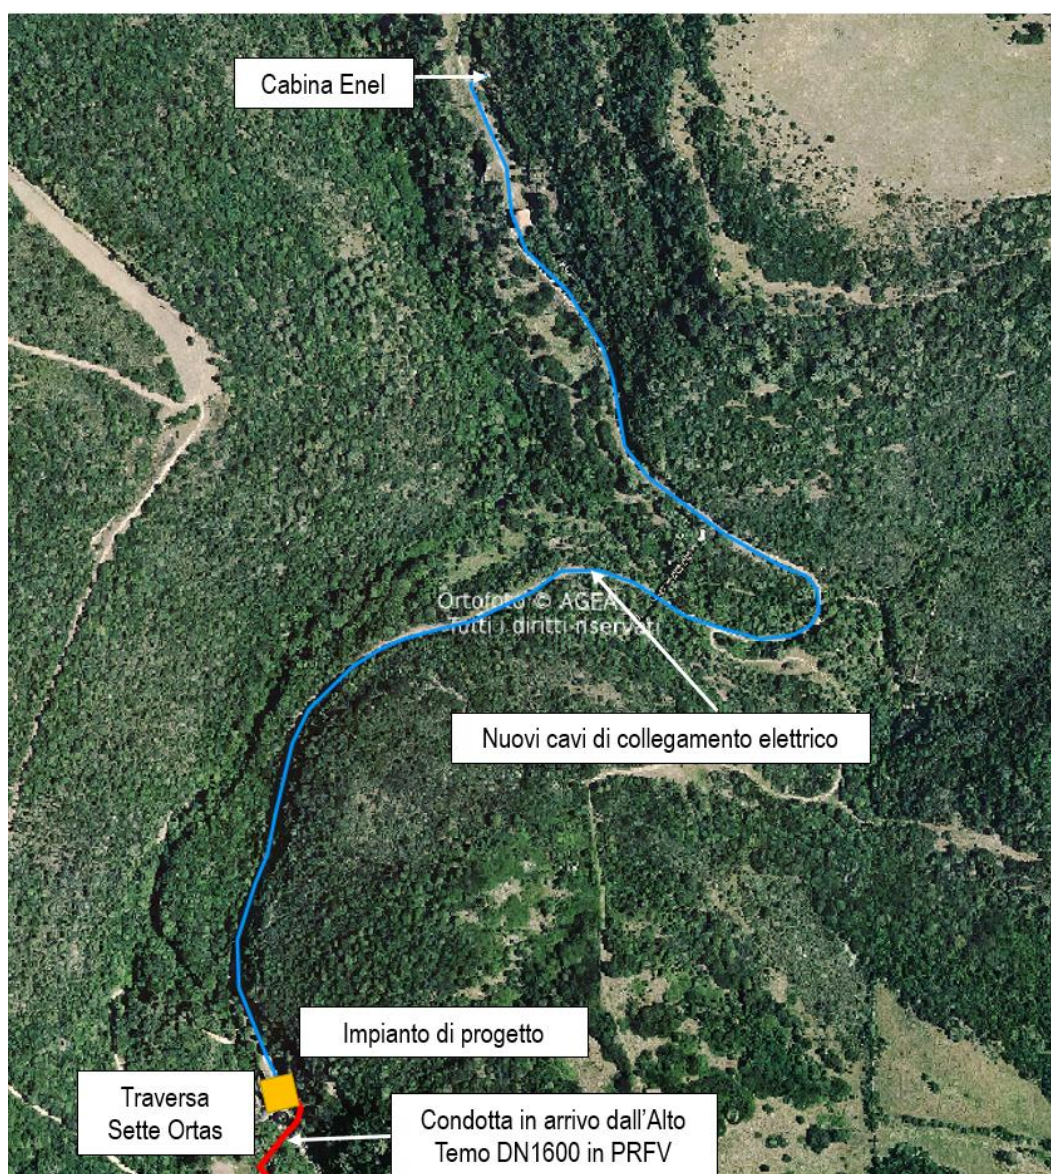 Cabina Enel
Ortofoto © AGEA
Tutti i diritti riservati
Nuovi cavi di collegamento elettrico
Impianto di progetto
Traversa
Sette Ortas
Condotta in arrivo dall'Alto
Temo DN1600 in PRFV